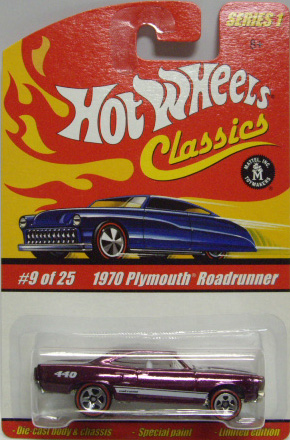 SERIES 1
Hot Wheels
Classics
MATTEL, INC.
M
TOYMAKERS
#9 of 25 1970 Plymouth® Roadrunner
440
•Die-cast body & chassis •Special paint •Limited edition